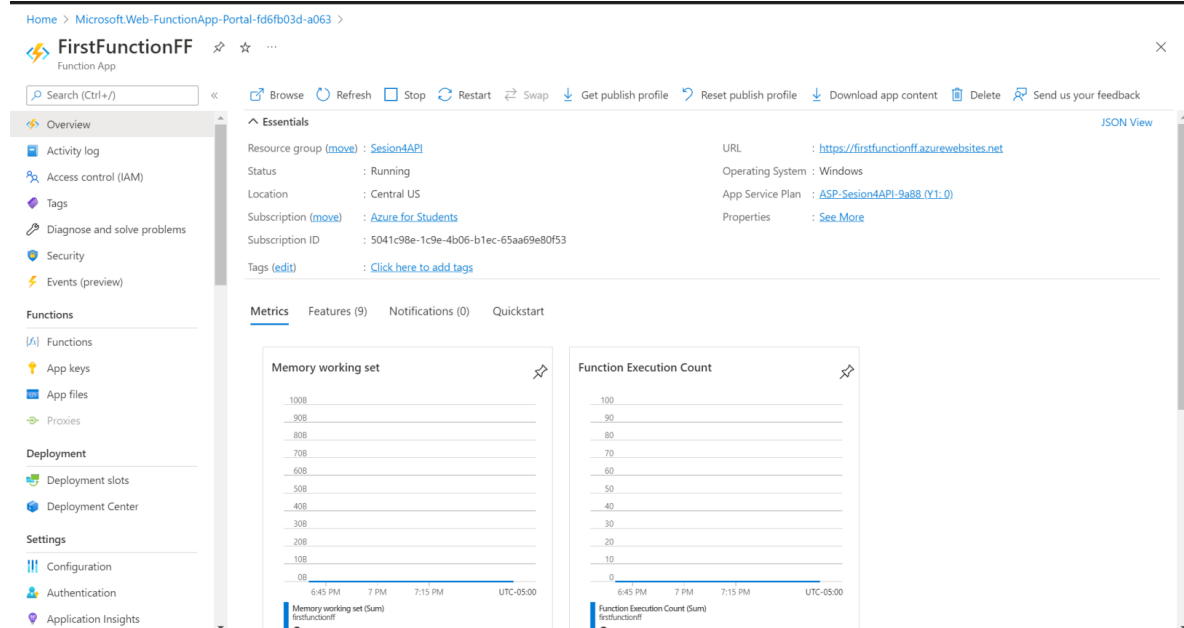 Home > Microsoft.Web-FunctionApp-Portal-fd6fb03d-a063 >
FirstFunctionFF
Function App
Search (Ctrl+/)
Browse Refresh Stop Restart Swap Get publish profile Reset publish profile Download app content Delete Send us your feedback
Overview
Activity log
Access control (IAM)
Tags
Diagnose and solve problems
Security
Events (preview)
Functions
Functions
App keys
App files
Proxies
Deployment
Deployment slots
Deployment Center
Settings
Configuration
Authentication
Application Insights
Essentials
JSON View
Resource group (move) : Sesion4API
Status : Running
Location : Central US
Subscription (move) : Azure for Students
Subscription ID : 5041c98e-1c9e-4b06-b1ec-65aa69e80f53
Tags (edit) : Click here to add tags
URL : https://firstfunctionff.azurewebsites.net
Operating System : Windows
App Service Plan : ASP-Sesion4API-9a88 (Y1: 0)
Properties : See More
Metrics Features (9) Notifications (0) Quickstart
Memory working set
100B
90B
80B
70B
60B
50B
40B
30B
20B
10B
0B
6:45 PM 7 PM 7:15 PM UTC-05:00
Memory working set (Sum)
firstfunctionff
Function Execution Count
100
90
80
70
60
50
40
30
20
10
0
6:45 PM 7 PM 7:15 PM UTC-05:00
Function Execution Count (Sum)
firstfunctionff